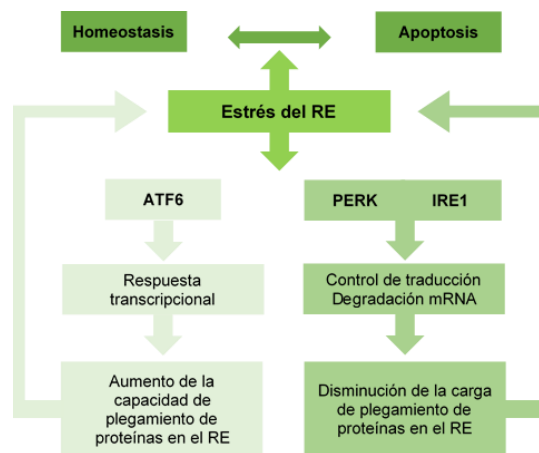 Homeostasis
Apoptosis
Estrés del RE
ATF6
PERK IRE1
Respuesta
transcripcional
Control de traducción
Degradación mRNA
Aumento de la
capacidad de
plegamiento de
proteínas en el RE
Disminución de la carga
de plegamiento de
proteínas en el RE